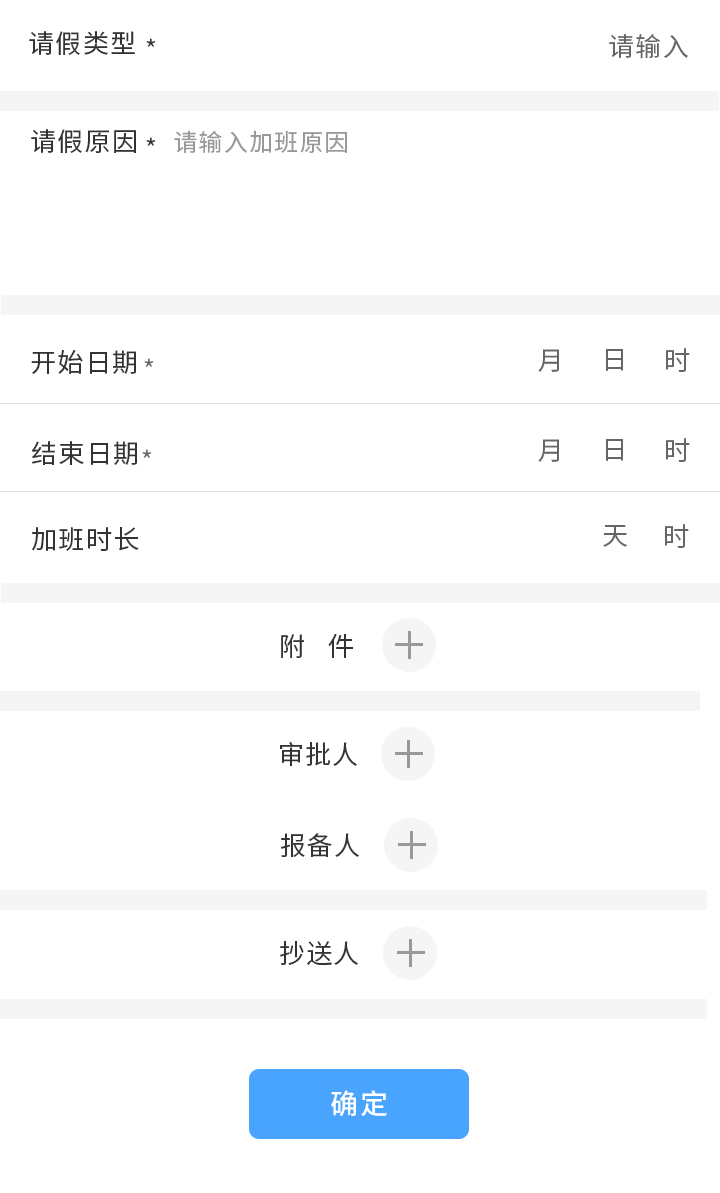 请假类型 * 请输入
请假原因 * 请输入加班原因
开始日期 * 月 日 时
结束日期* 月 日 时
加班时长 天 时
附 件
审批人
报备人
抄送人
确定